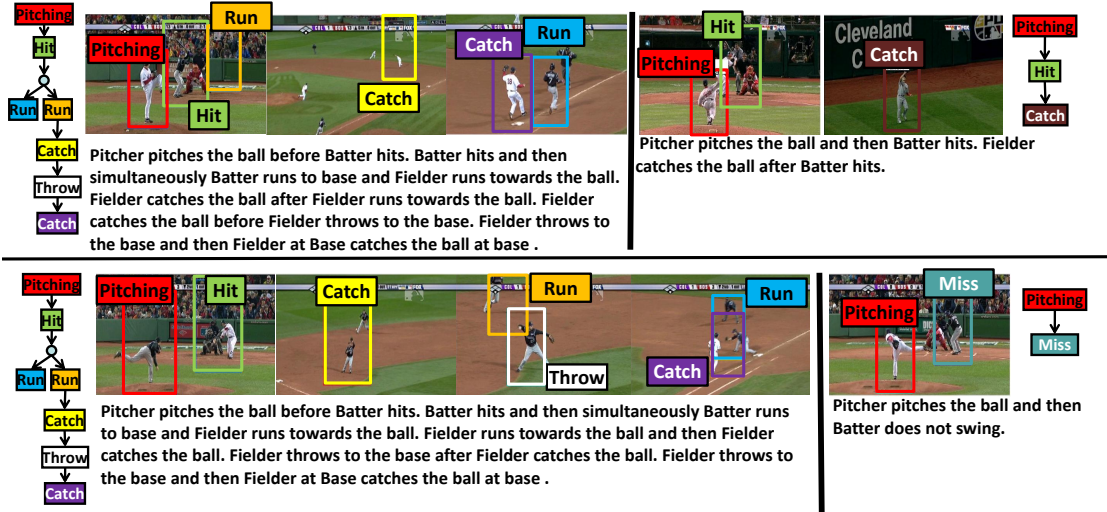 Pitching
Hit
Run
Run
Catch
Throw
Catch
Pitching
Run
Hit
Catch
Catch
Run
Pitcher pitches the ball before Batter hits. Batter hits and then
simultaneously Batter runs to base and Fielder runs towards the ball.
Fielder catches the ball after Fielder runs towards the ball. Fielder
catches the ball before Fielder throws to the base. Fielder throws to
the base and then Fielder at Base catches the ball at base .
Hit
Pitching
Cleveland
Catch
Pitching
Hit
Catch
Pitcher pitches the ball and then Batter hits. Fielder
catches the ball after Batter hits.
Pitching
Hit
Run
Run
Catch
Throw
Catch
Pitching
Hit
Catch
Run
Throw
Run
Catch
Pitcher pitches the ball before Batter hits. Batter hits and then simultaneously Batter runs
to base and Fielder runs towards the ball. Fielder runs towards the ball and then Fielder
catches the ball. Fielder throws to the base after Fielder catches the ball. Fielder throws to
the base and then Fielder at Base catches the ball at base .
Miss
Pitching
Pitching
Miss
Pitcher pitches the ball and then
Batter does not swing.